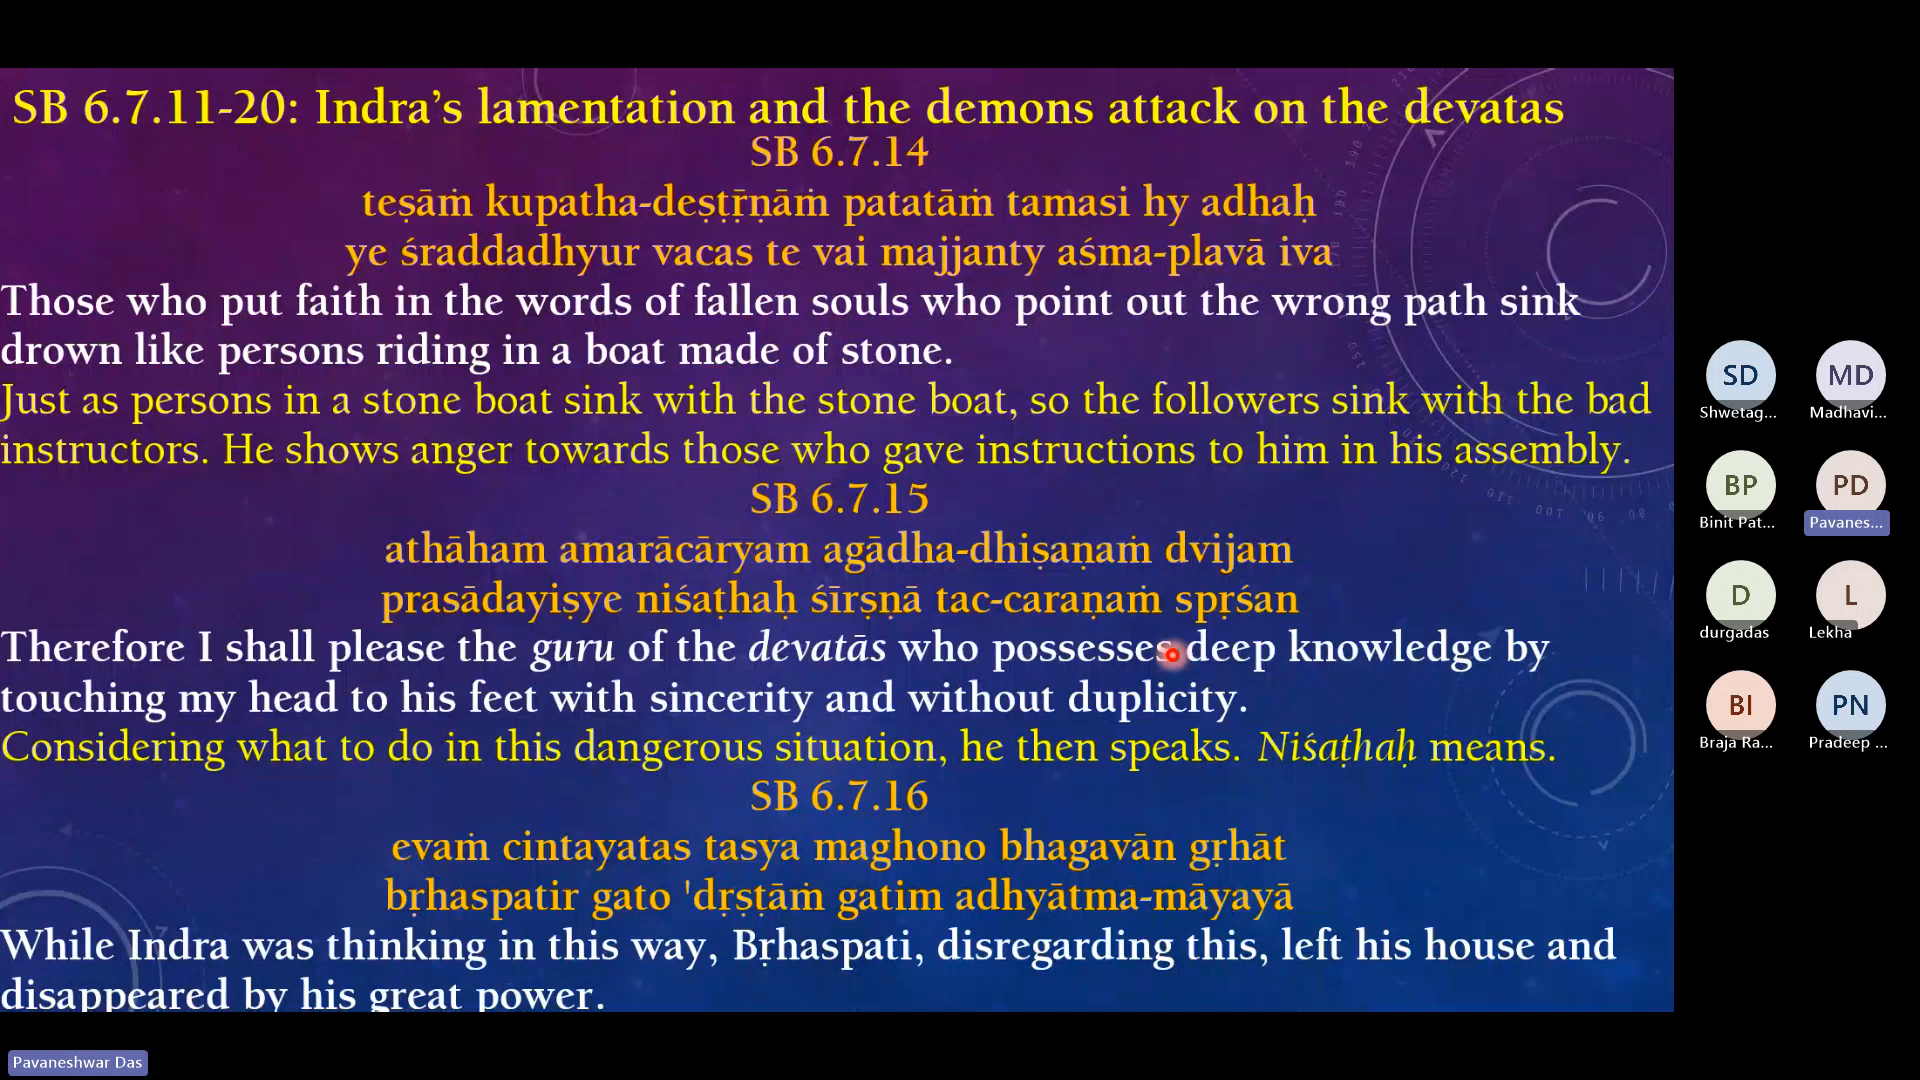 SB 6.7.11-20: Indra's lamentation and the demons attack on the devatas
SB 6.7.14
teṣāṁ kupatha-deṣṭṝṇāṁ patatāṁ tamasi hy adhaḥ
ye śraddadhyur vacas te vai majjanty aśma-plavā iva
Those who put faith in the words of fallen souls who point out the wrong path sink
drown like persons riding in a boat made of stone.
Just as persons in a stone boat sink with the stone boat, so the followers sink with the bad
instructors. He shows anger towards those who gave instructions to him in his assembly.
SB 6.7.15
athāham amarācāryam agādha-dhiṣaṇaṁ dvijam
prasādayiṣye niśaṭhaḥ śīrṣṇā tac-caraṇaṁ spṛśan
Therefore I shall please the guru of the devatās who possesses deep knowledge by
touching my head to his feet with sincerity and without duplicity.
Considering what to do in this dangerous situation, he then speaks. Niśaṭhaḥ means.
SB 6.7.16
evaṁ cintayatas tasya maghono bhagavān gṛhāt
bṛhaspatir gato 'dṛṣṭāṁ gatim adhyātma-māyayā
While Indra was thinking in this way, Bṛhaspati, disregarding this, left his house and
disappeared by his great power.
SD MD
Shwetag... Madhavi...
BP PD
Binit Pat... Pavanes...
D L
durgadas Lekha
BI PN
Braja Ra... Pradeep ...
Pavaneshwar Das